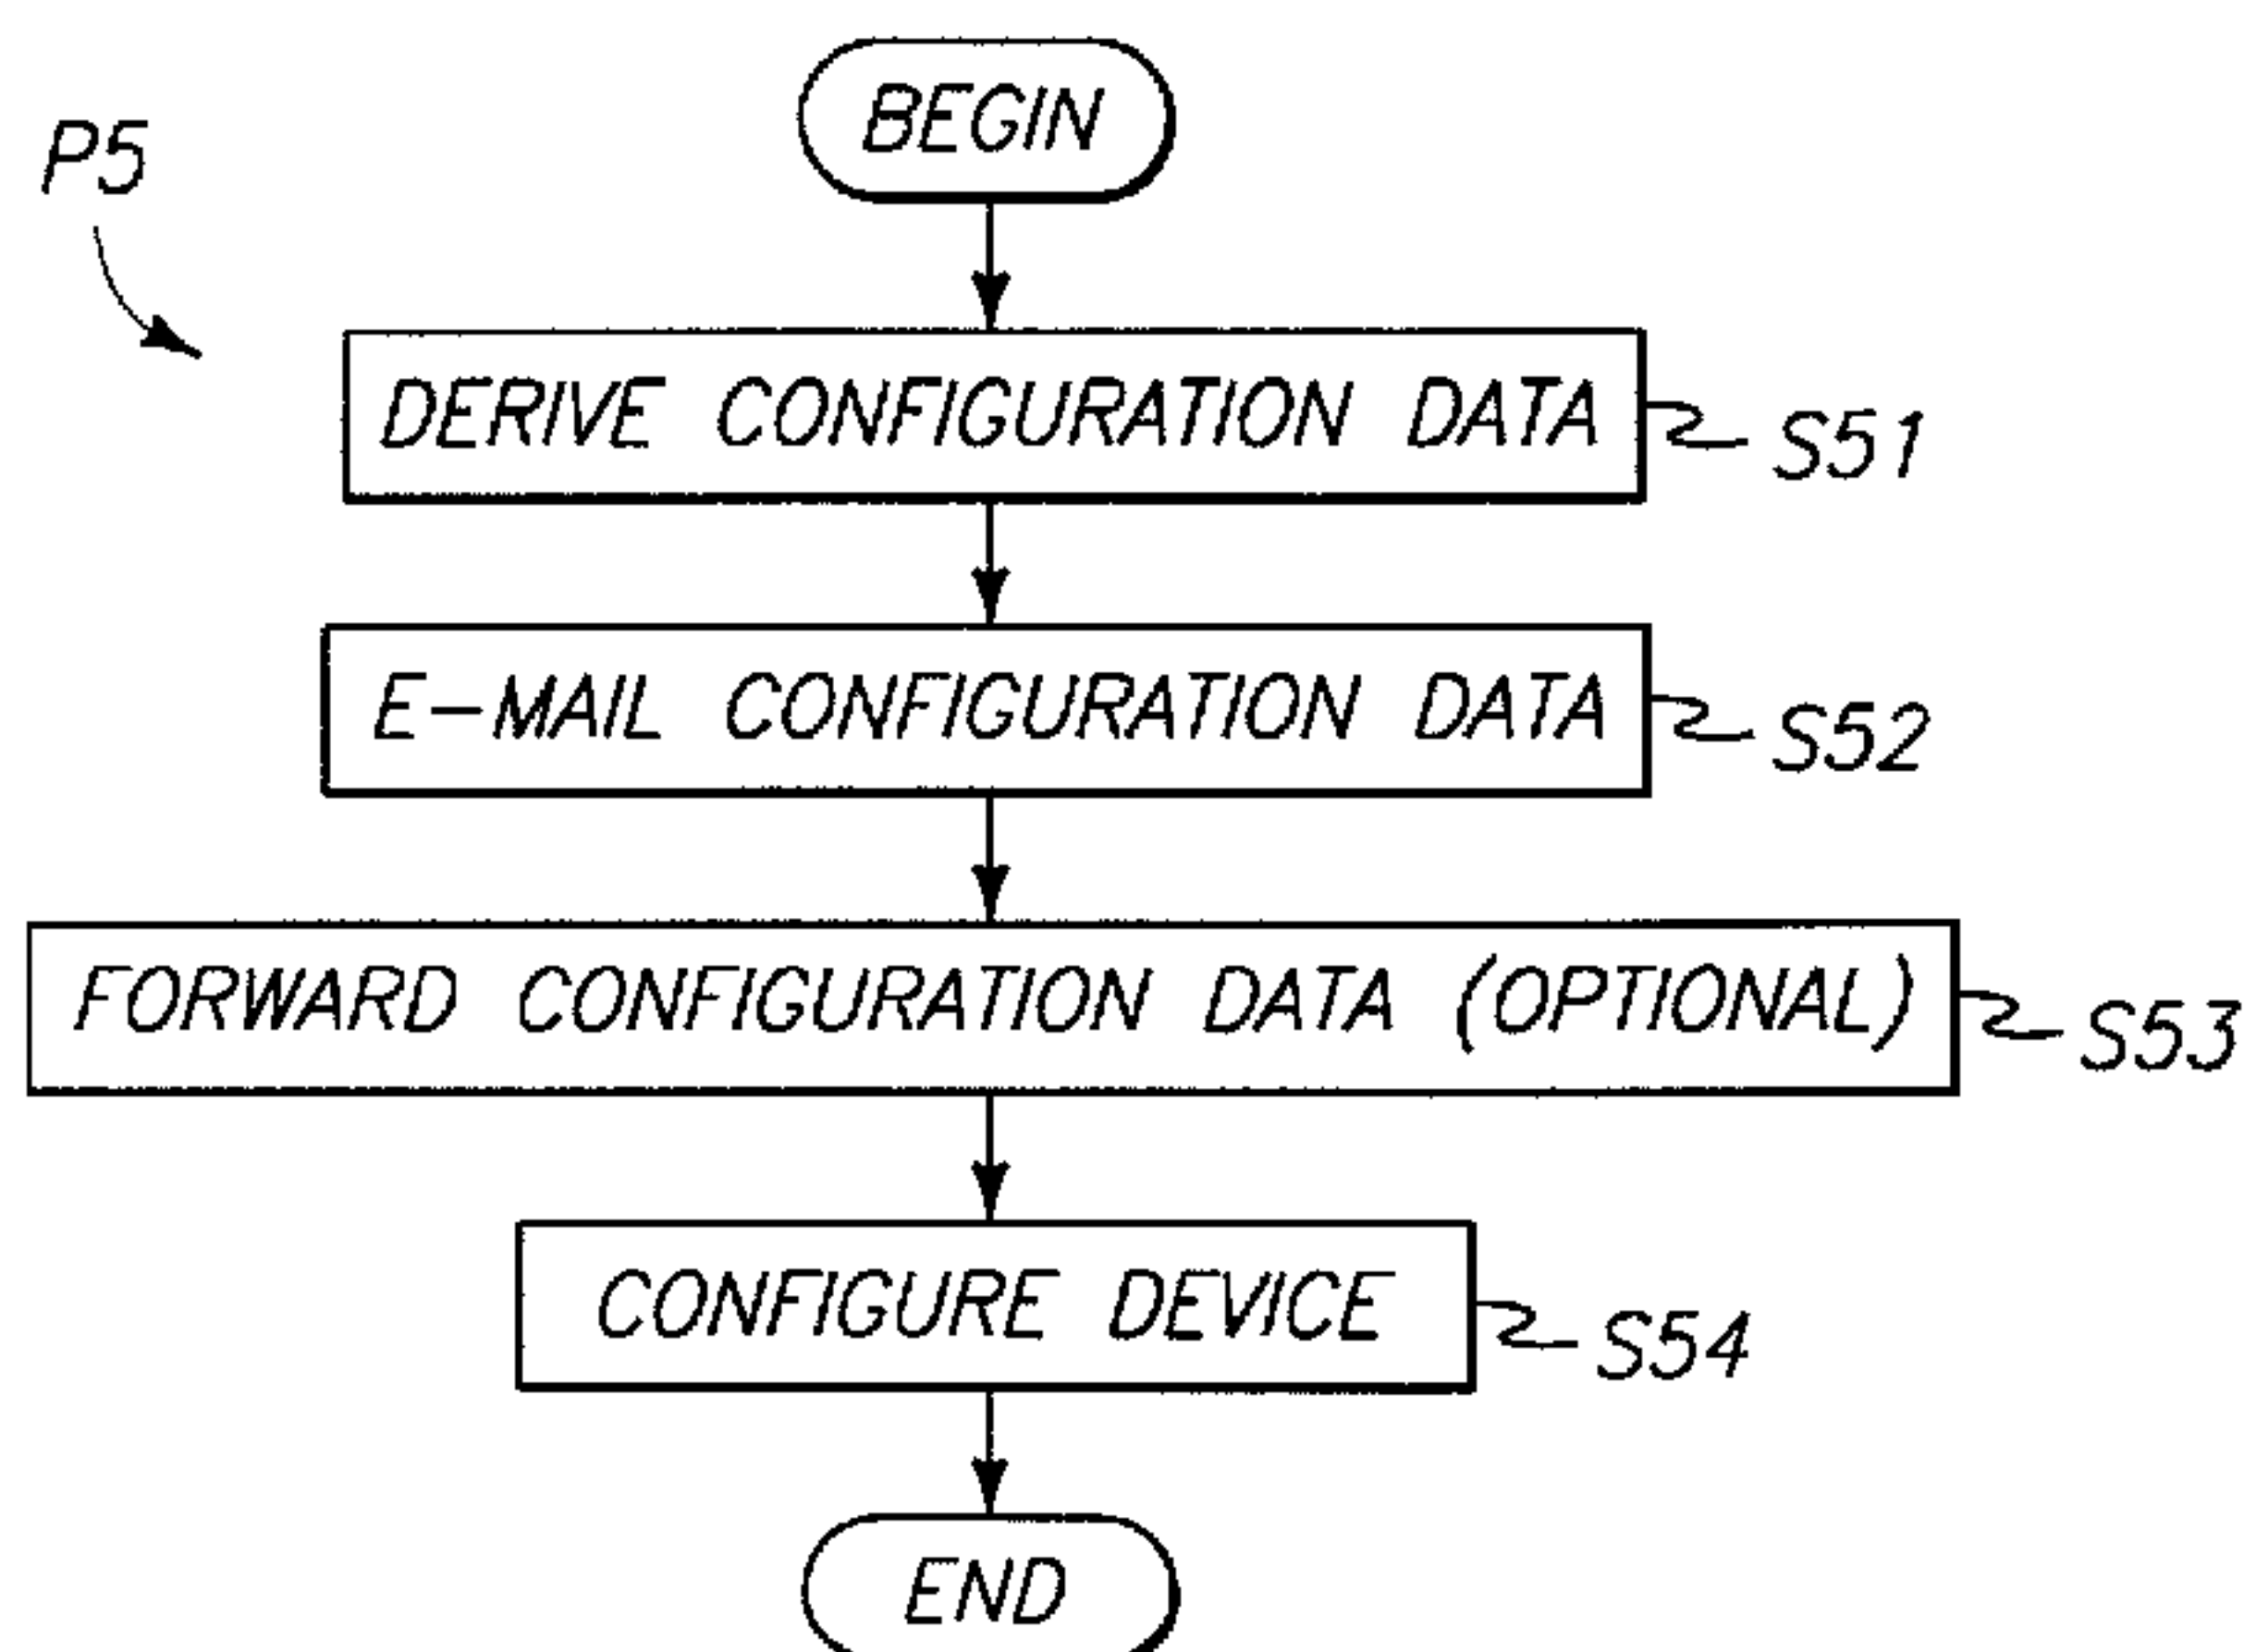 BEGIN
P5
DERIVE CONFIGURATION DATA
S51
E-MAIL CONFIGURATION DATA
S52
FORWARD CONFIGURATION DATA (OPTIONAL)
S53
CONFIGURE DEVICE
S54
END